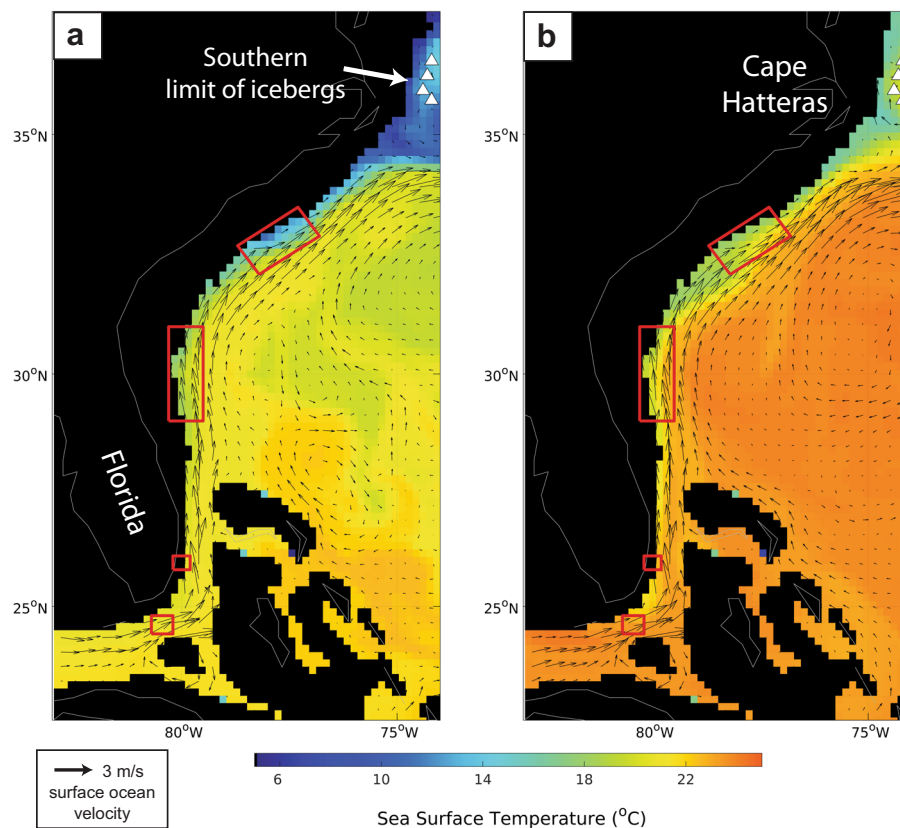 a
Southern
limit of icebergs
35°N
30°N
25°N
Florida
80°W
75°W
b
Cape
Hatteras
35°N
30°N
25°N
80°W
75°W
3 m/s
surface ocean
velocity
6
10
14
18
22
Sea Surface Temperature (°C)